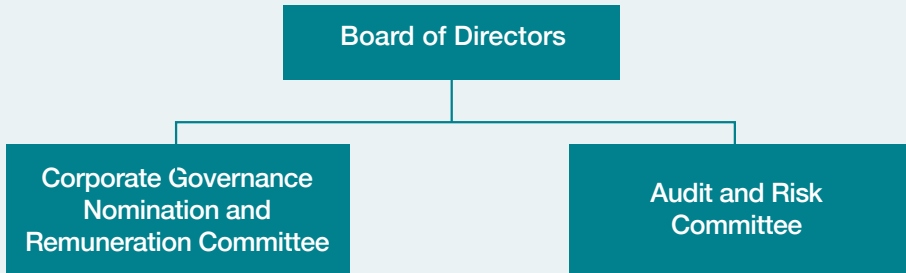 Board of Directors
Corporate Governance
Nomination and
Remuneration Committee
Audit and Risk
Committee